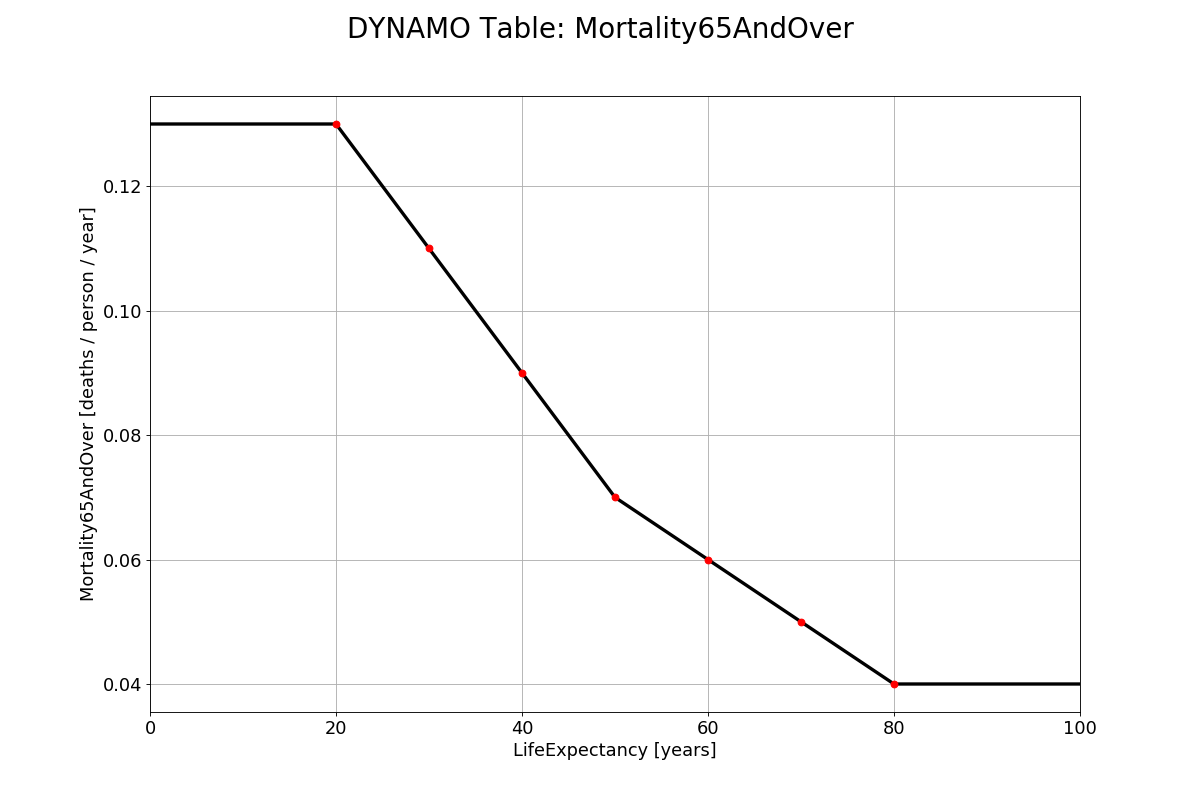 DYNAMO Table: Mortality65AndOver
Mortality65AndOver [deaths / person / year]
0.12
0.10
0.08
0.06
0.04
0 20 40 60 80 100
LifeExpectancy [years]